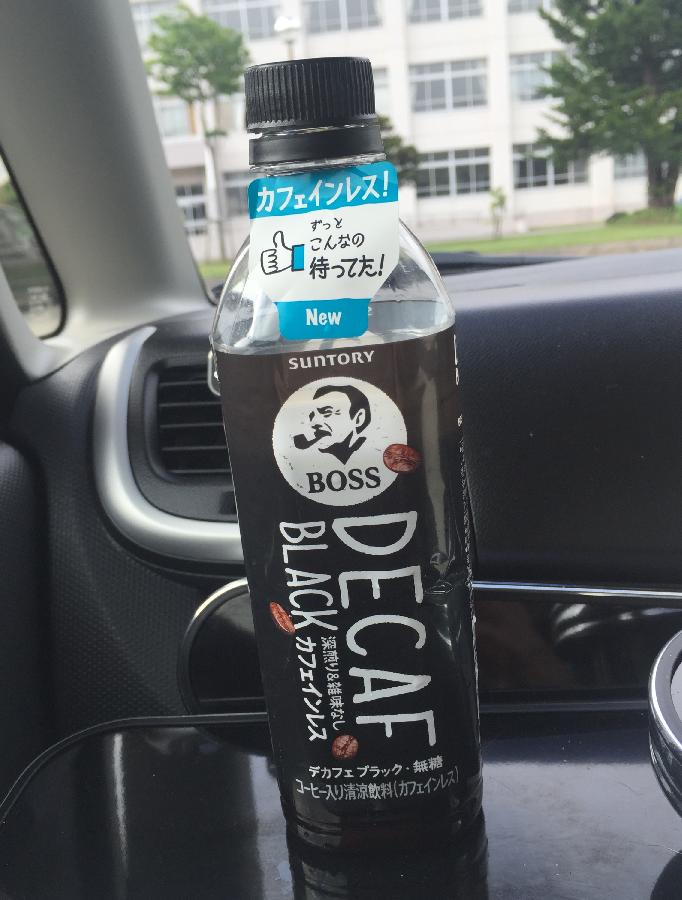 カフェインレス!
ずっと
こんなの
待ってた!
New
SUNTORY
BOSS
DECAF
BLACK カフェインレス
深煎り&雑味なし
デカフェ ブラック・無糖
コーヒー入り清涼飲料(カフェインレス)